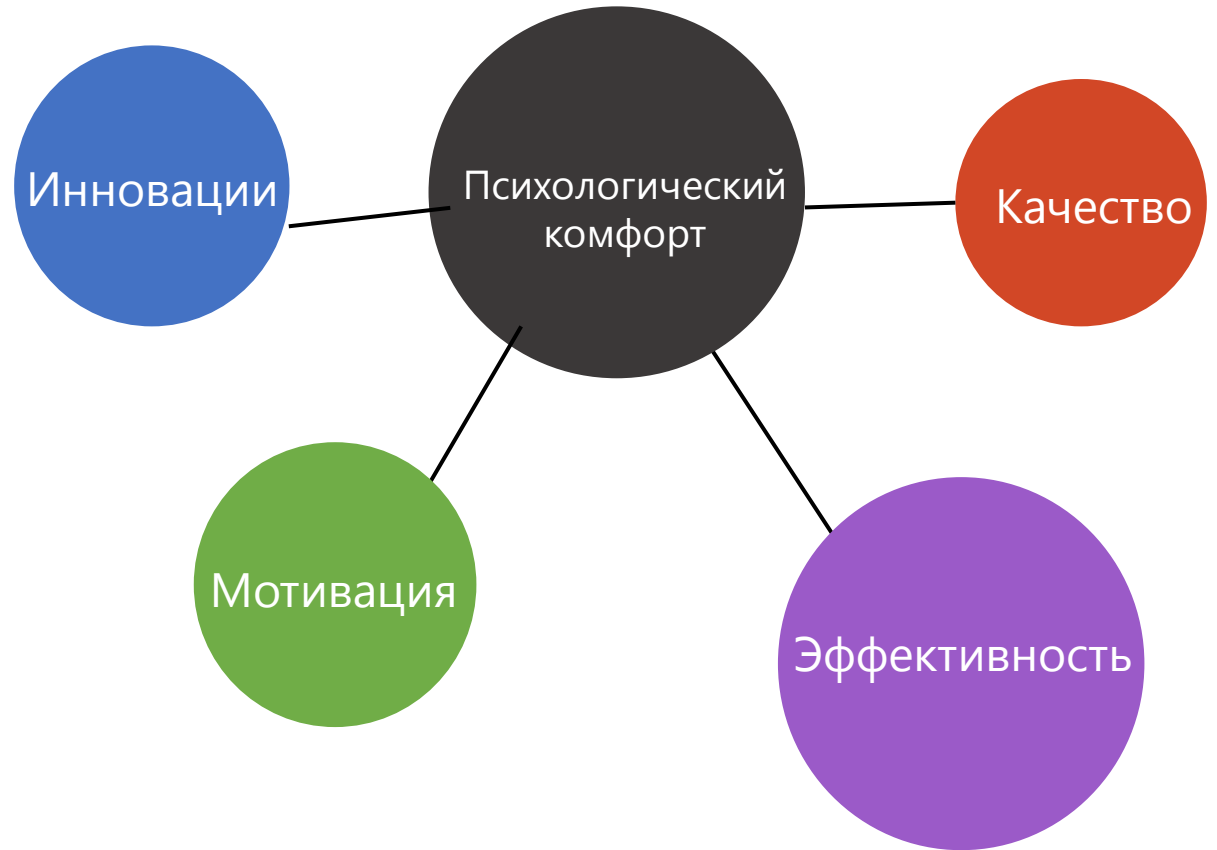 Инновации
Психологический
комфорт
Качество
Мотивация
Эффективность